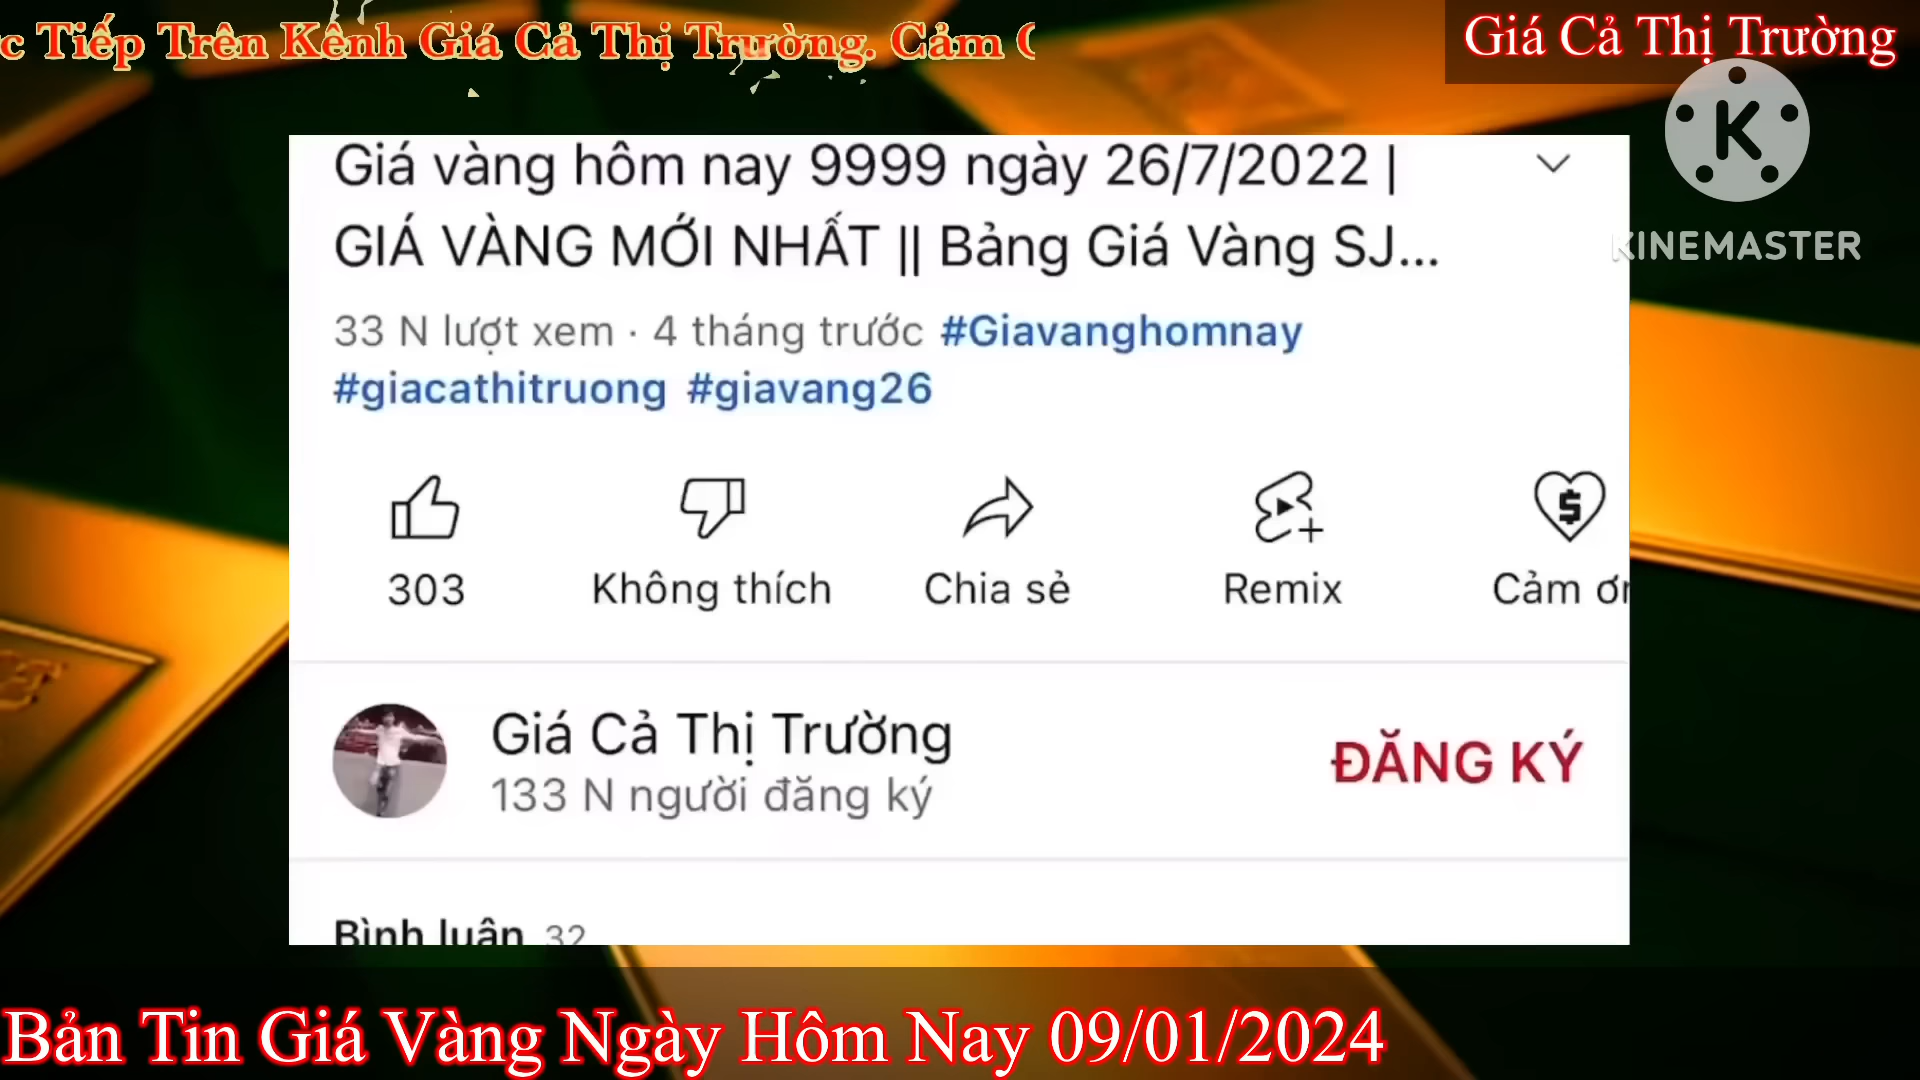 Tiếp Trên Kênh Giá Cả Thị Trường. Cảm
Giá Cả Thị Trường
K
KINEMASTER
Giá vàng hôm nay 9999 ngày 26/7/2022 |
GIÁ VÀNG MỚI NHẤT || Bảng Giá Vàng SJ...
33 N lượt xem · 4 tháng trước #Giavanghomnay
#giacathitruong #giavang26
303 Không thích Chia sẻ Remix Cảm ơn
Giá Cả Thị Trường
133 N người đăng ký
ĐĂNG KÝ
Bình luận 32
Bản Tin Giá Vàng Ngày Hôm Nay 09/01/2024